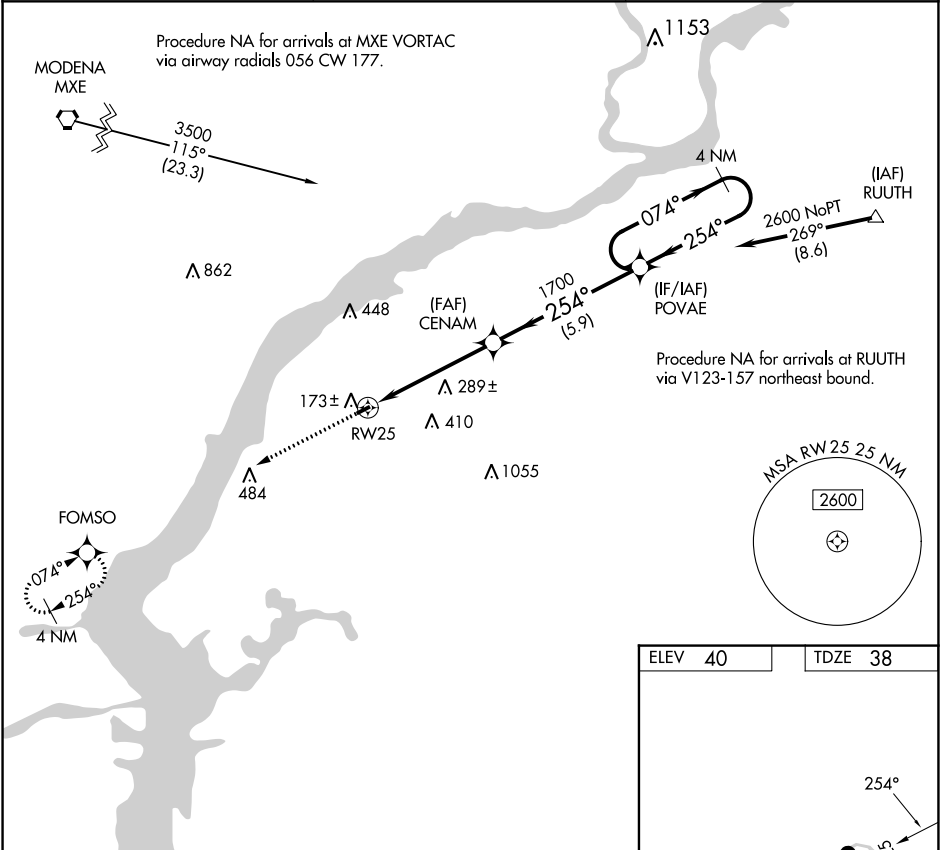 Procedure NA for arrivals at MXE VORTAC
via airway radials 056 CW 177.
1153
MODENA
MXE
3500
115°
(23.3)
4 NM
(IAF)
RUUTH
074°
254°
2600 NoPT
269°
(8.6)
862
448
(FAF)
CENAM
1700
254°
(5.9)
(IF/IAF)
POVAE
Procedure NA for arrivals at RUUTH
via V123-157 northeast bound.
173±
289±
RW25
410
484
1055
MSA RW25 25 NM
2600
FOMSO
074°
254°
4 NM
ELEV 40
TDZE 38
254°